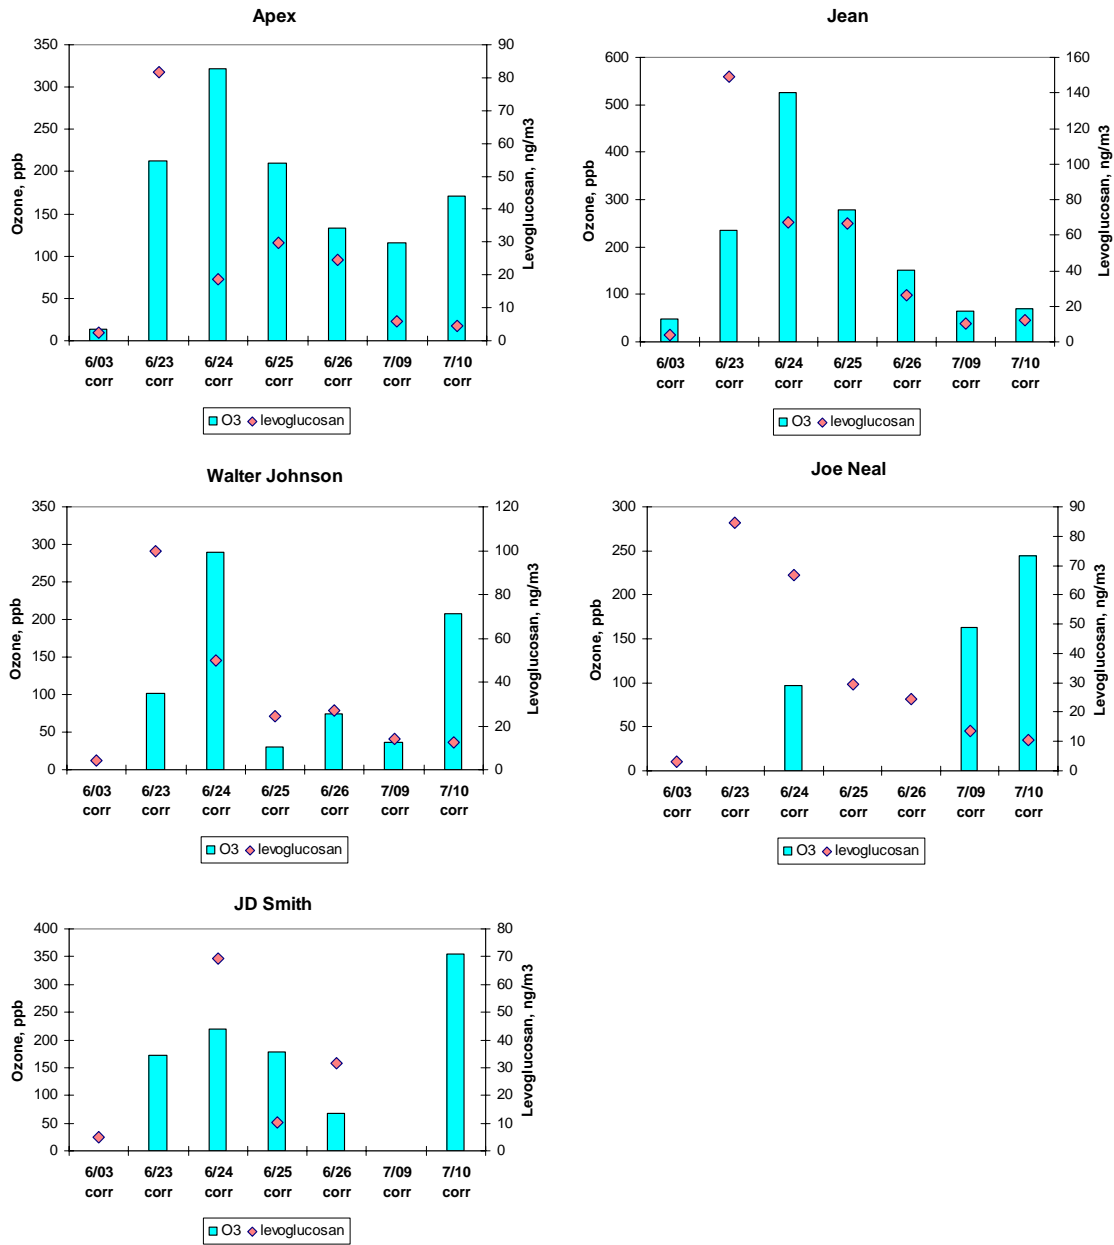 Apex
Ozone, ppb
350
300
250
200
150
100
50
0
90
80
70
60
50
40
30
20
10
0
Levoglucosan, ng/m3
6/03 6/23 6/24 6/25 6/26 7/09 7/10
corr corr corr corr corr corr corr
O3 levoglucosan
Jean
Ozone, ppb
600
500
400
300
200
100
0
160
140
120
100
80
60
40
20
0
Levoglucosan, ng/m3
6/03 6/23 6/24 6/25 6/26 7/09 7/10
corr corr corr corr corr corr corr
O3 levoglucosan
Walter Johnson
Ozone, ppb
350
300
250
200
150
100
50
0
120
100
80
60
40
20
0
Levoglucosan, ng/m3
6/03 6/23 6/24 6/25 6/26 7/09 7/10
corr corr corr corr corr corr corr
O3 levoglucosan
Joe Neal
Ozone, ppb
300
250
200
150
100
50
0
90
80
70
60
50
40
30
20
10
0
Levoglucosan, ng/m3
6/03 6/23 6/24 6/25 6/26 7/09 7/10
corr corr corr corr corr corr corr
O3 levoglucosan
JD Smith
Ozone, ppb
400
350
300
250
200
150
100
50
0
80
70
60
50
40
30
20
10
0
Levoglucosan, ng/m3
6/03 6/23 6/24 6/25 6/26 7/09 7/10
corr corr corr corr corr corr corr
O3 levoglucosan